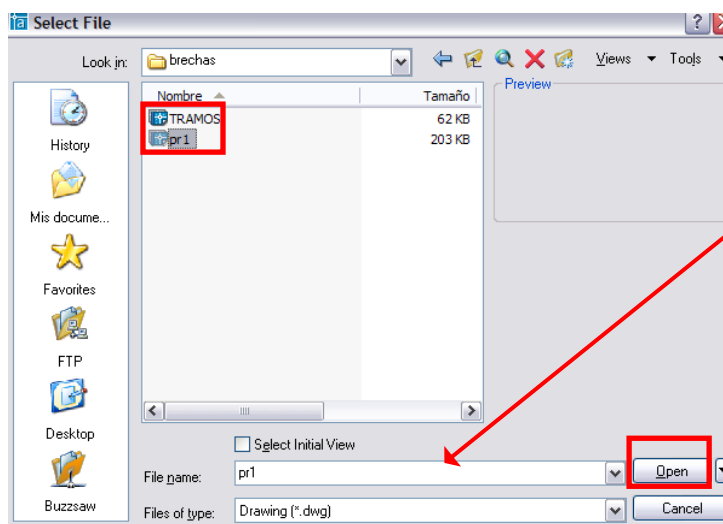 Select File
Look in:
brechas
Views
Tools
Nombre
Tamaño
Preview
TRAMOS
62 KB
pr1
203 KB
History
Mis docume...
Favorites
FTP
Desktop
Buzzsaw
Select Initial View
File name:
pr1
Open
Files of type:
Drawing (*.dwg)
Cancel